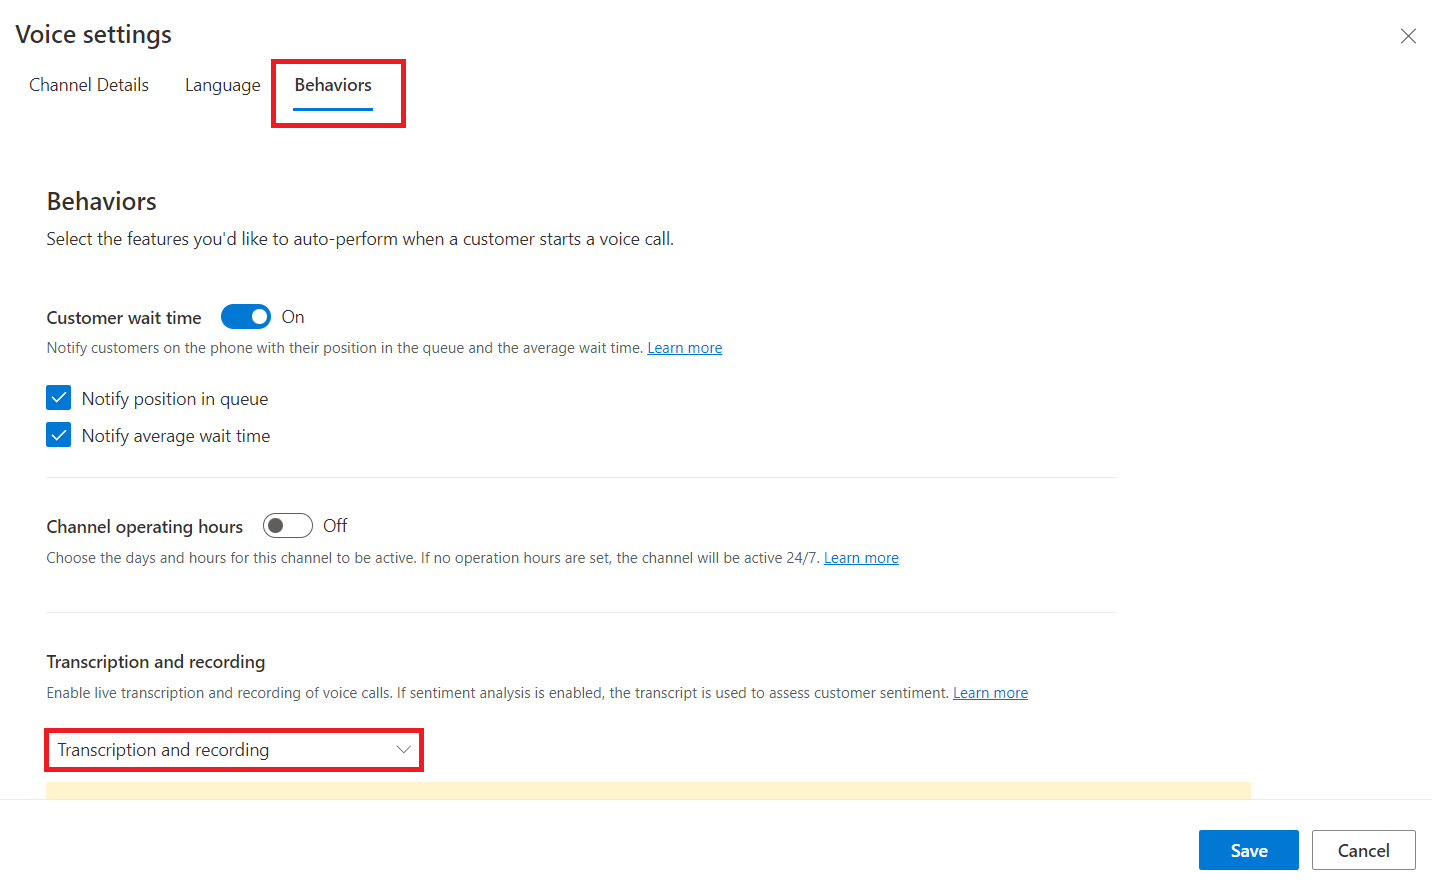 Voice settings
Channel Details Language Behaviors
Behaviors
Select the features you'd like to auto-perform when a customer starts a voice call.
Customer wait time On
Notify customers on the phone with their position in the queue and the average wait time. Learn more
Notify position in queue
Notify average wait time
Channel operating hours Off
Choose the days and hours for this channel to be active. If no operation hours are set, the channel will be active 24/7. Learn more
Transcription and recording
Enable live transcription and recording of voice calls. If sentiment analysis is enabled, the transcript is used to assess customer sentiment. Learn more
Transcription and recording
Save Cancel